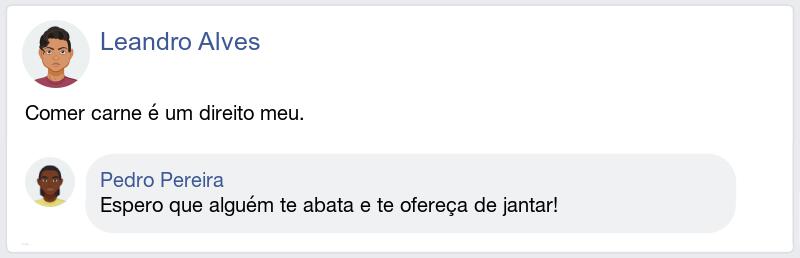 Leandro Alves
Comer carne é um direito meu.
Pedro Pereira
Espero que alguém te abata e te ofereça de jantar!